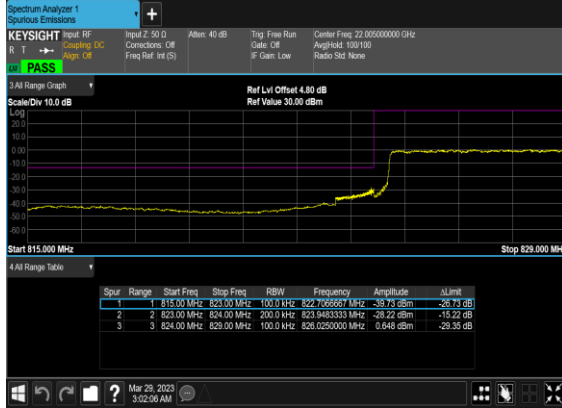 Spectrum Analyzer 1
Spurious Emissions
+
KEYSIGHT Input: RF Input Z: 50 Ω Atten: 40 dB Trig: Free Run Center Freq: 22.005000000 GHz
R T Coupling: DC Corrections: Off Gate: Off Avg|Hold: 100/100
Align: Off Freq Ref: Int (S) IF Gain: Low Radio Std: None
PASS
3 All Range Graph
Ref Lvl Offset 4.80 dB
Scale/Div 10.0 dB Ref Value 30.00 dBm
Log
20.0
10.0
0.00
-10.0
-20.0
-30.0
-40.0
-50.0
-60.0
Start 815.000 MHz Stop 829.000 MHz
4 All Range Table
Spur Range Start Freq Stop Freq RBW Frequency Amplitude ΔLimit
1 1 815.00 MHz 823.00 MHz 100.0 kHz 822.7066667 MHz -39.73 dBm -26.73 dB
2 2 823.00 MHz 824.00 MHz 200.0 kHz 823.9483333 MHz -28.22 dBm -15.22 dB
3 3 824.00 MHz 829.00 MHz 100.0 kHz 826.0250000 MHz 0.648 dBm -29.35 dB
? Mar 29, 2023
3:02:06 AM